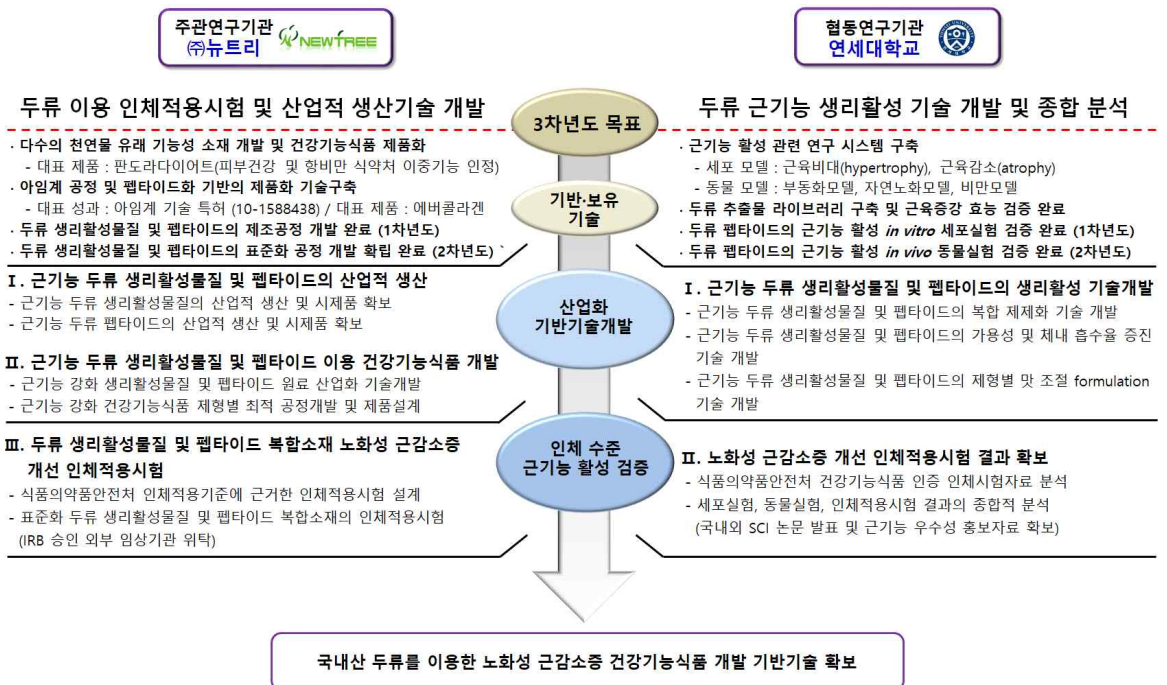 주관연구기관
㈜뉴트리
NEWTREE
협동연구기관
연세대학교
두류 이용 인체적용시험 및 산업적 생산기술 개발
3차년도 목표
두류 근기능 생리활성 기술 개발 및 종합 분석
· 다수의 천연물 유래 기능성 소재 개발 및 건강기능식품 제품화
- 대표 제품 : 판도라다이어트(피부건강 및 항비만 식약처 이중기능 인정)
· 아임계 공정 및 펩타이드화 기반의 제품화 기술구축
- 대표 성과 : 아임계 기술 특허 (10-1588438) / 대표 제품 : 에버콜라겐
· 두류 생리활성물질 및 펩타이드의 제조공정 개발 완료 (1차년도)
· 두류 생리활성물질 및 펩타이드의 표준화 공정 개발 확립 완료 (2차년도) `
기반·보유
기술
· 근기능 활성 관련 연구 시스템 구축
- 세포 모델 : 근육비대(hypertrophy), 근육감소(atrophy)
- 동물 모델 : 부동화모델, 자연노화모델, 비만모델
· 두류 추출물 라이브러리 구축 및 근육증강 효능 검증 완료
· 두류 펩타이드의 근기능 활성 in vitro 세포실험 검증 완료 (1차년도)
· 두류 펩타이드의 근기능 활성 in vivo 동물실험 검증 완료 (2차년도)
Ⅰ. 근기능 두류 생리활성물질 및 펩타이드의 산업적 생산
- 근기능 두류 생리활성물질의 산업적 생산 및 시제품 확보
- 근기능 두류 펩타이드의 산업적 생산 및 시제품 확보
Ⅱ. 근기능 두류 생리활성물질 및 펩타이드 이용 건강기능식품 개발
- 근기능 강화 생리활성물질 및 펩타이드 원료 산업화 기술개발
- 근기능 강화 건강기능식품 제형별 최적 공정개발 및 제품설계
산업화
기반기술개발
Ⅰ. 근기능 두류 생리활성물질 및 펩타이드의 생리활성 기술개발
- 근기능 두류 생리활성물질 및 펩타이드의 복합 제제화 기술 개발
- 근기능 두류 생리활성물질 및 펩타이드의 가용성 및 체내 흡수율 증진
기술 개발
- 근기능 두류 생리활성물질 및 펩타이드의 제형별 맛 조절 formulation
기술 개발
Ⅲ. 두류 생리활성물질 및 펩타이드 복합소재 노화성 근감소증
개선 인체적용시험
- 식품의약품안전처 인체적용기준에 근거한 인체적용시험 설계
- 표준화 두류 생리활성물질 및 펩타이드 복합소재의 인체적용시험
(IRB 승인 외부 임상기관 위탁)
인체 수준
근기능 활성 검증
Ⅱ. 노화성 근감소증 개선 인체적용시험 결과 확보
- 식품의약품안전처 건강기능식품 인증 인체시험자료 분석
- 세포실험, 동물실험, 인체적용시험 결과의 종합적 분석
(국내외 SCI 논문 발표 및 근기능 우수성 홍보자료 확보)
국내산 두류를 이용한 노화성 근감소증 건강기능식품 개발 기반기술 확보